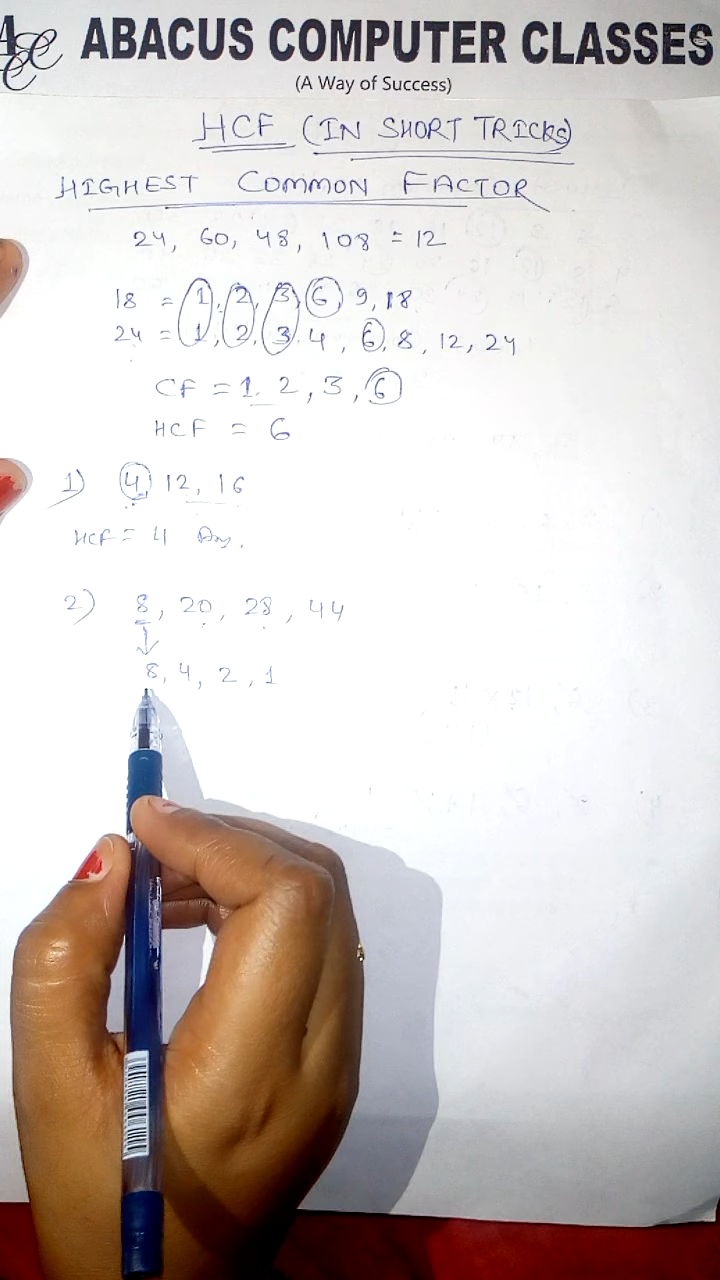 ABACUS COMPUTER CLASSES
(A Way of Success)
HCF (IN SHORT TRICKS)
HIGHEST COMMON FACTOR
24, 60, 48, 108 = 12
18 = 1, 2, 3, 6, 9, 18
24 = 1, 2, 3, 4, 6, 8, 12, 24
CF = 1, 2, 3, 6
HCF = 6
1) 4, 12, 16
HCF = 4 Ans.
2) 8, 20, 28, 44
8, 4, 2, 1